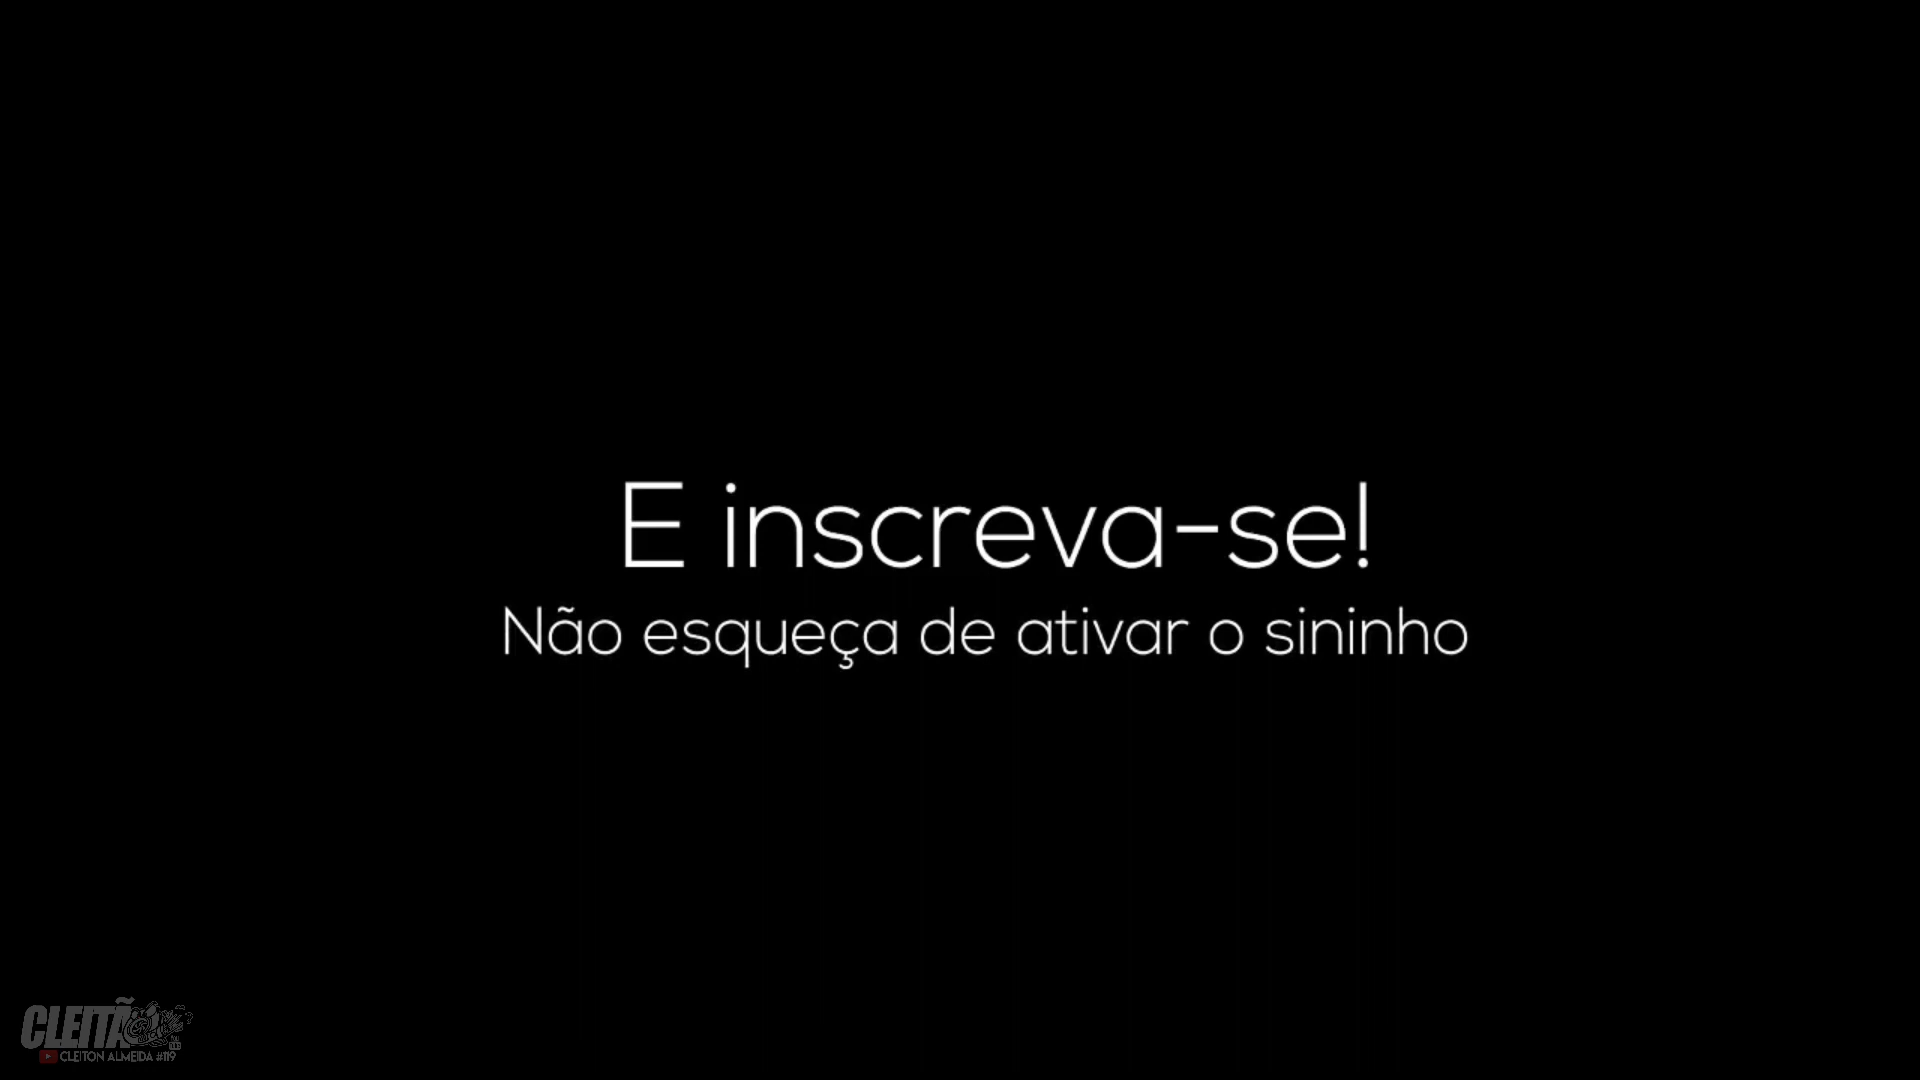 E inscreva-se!
Não esqueça de ativar o sininho
CLEITÃO
CLEITON ALMEIDA #119